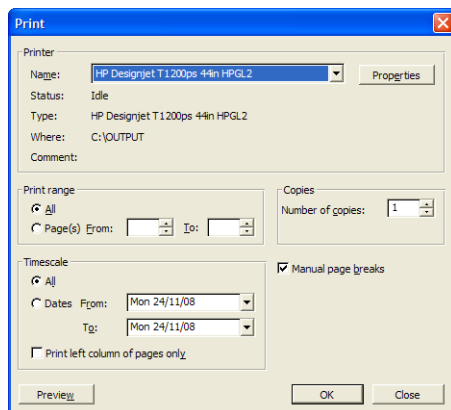 Print
Printer
Name: HP Designjet T1200ps 44in HPGL2 Properties
Status: Idle
Type: HP Designjet T1200ps 44in HPGL2
Where: C:\OUTPUT
Comment:
Print range Copies
All Number of copies: 1
Page(s) From: To:
Timescale Manual page breaks
All
Dates From: Mon 24/11/08
To: Mon 24/11/08
Print left column of pages only
Preview OK Close